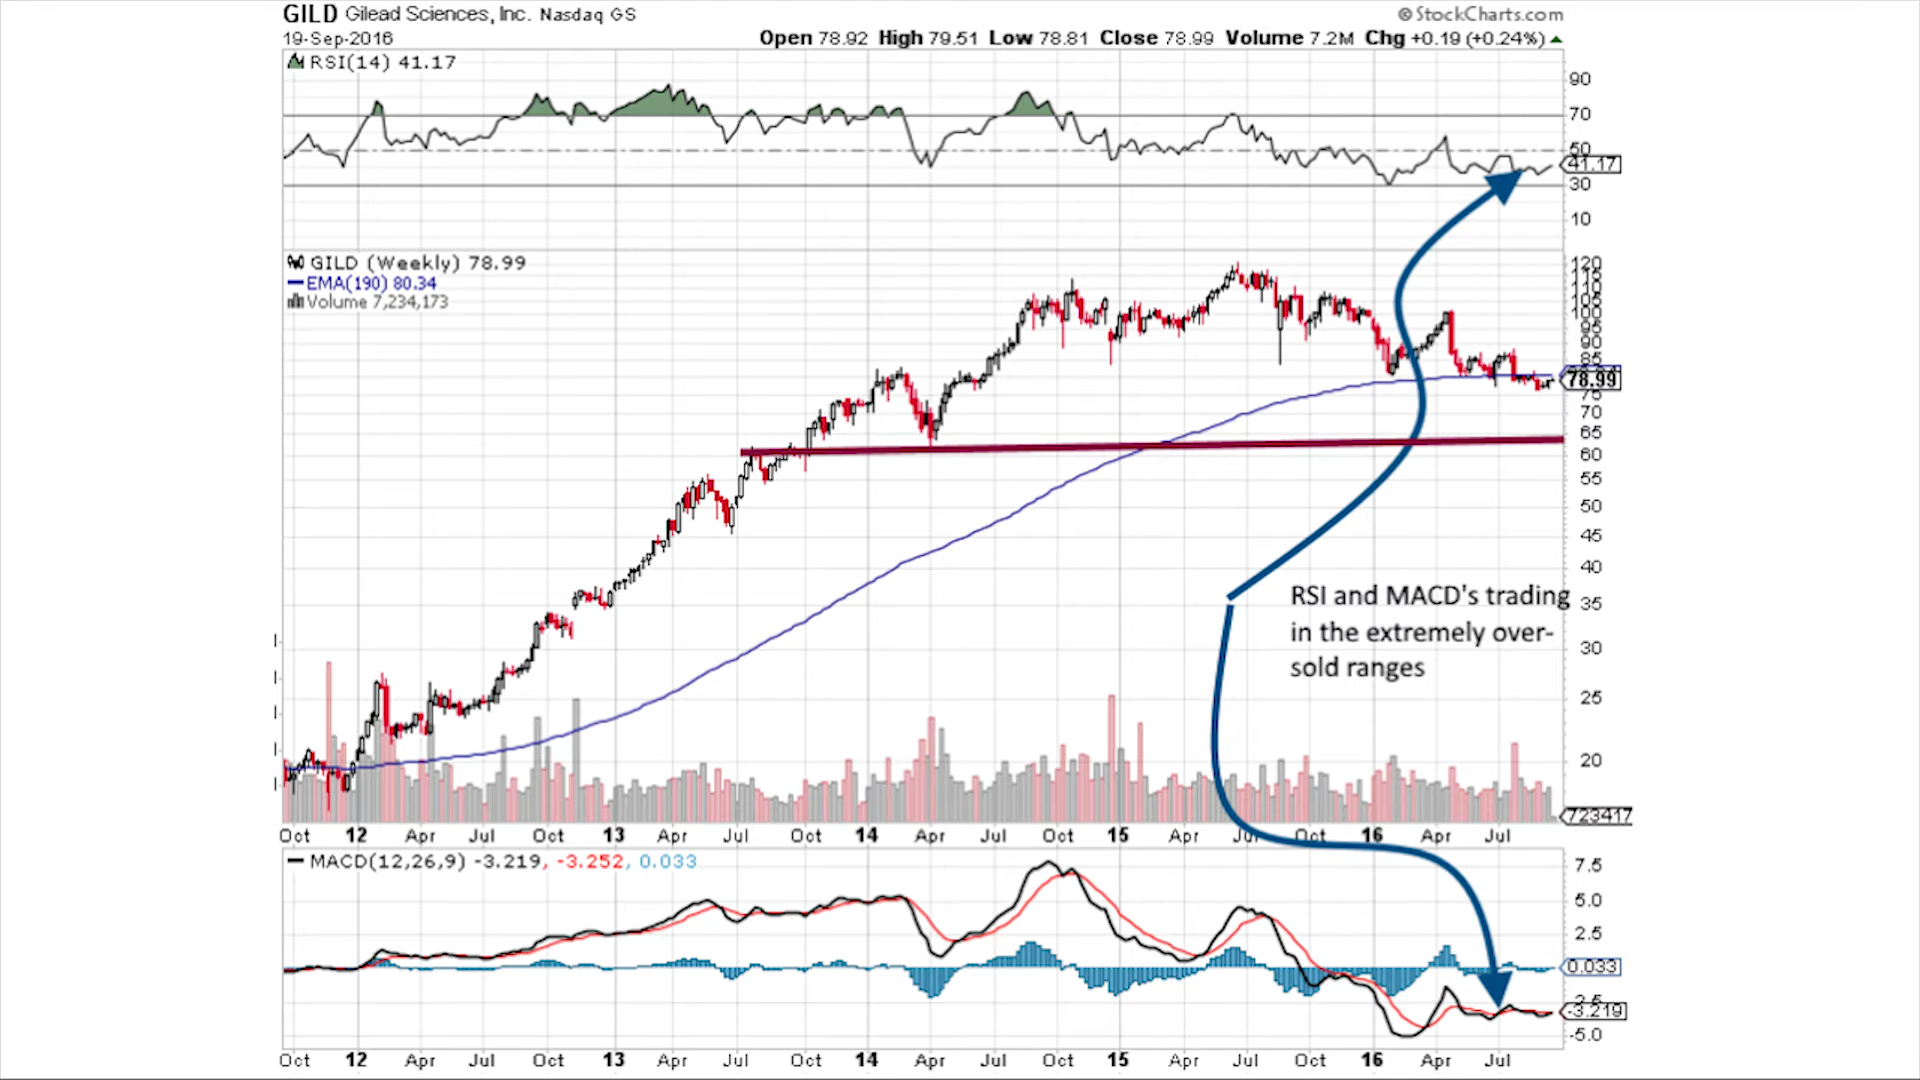 GILD Gilead Sciences, Inc. Nasdaq GS
© StockCharts.com
19-Sep-2016
Open 78.92 High 79.51 Low 78.81 Close 78.99 Volume 7.2M Chg +0.19 (+0.24%)
RSI(14) 41.17
90
70
50
41.17
30
10
GILD (Weekly) 78.99
EMA(190) 80.34
Volume 7,234,173
120
115
110
105
100
95
90
85
78.99
75
70
65
60
55
50
45
40
35
30
25
20
723417
RSI and MACD's trading
in the extremely over-
sold ranges
Oct 12 Apr Jul Oct 13 Apr Jul Oct 14 Apr Jul Oct 15 Apr Jul Oct 16 Apr Jul
MACD(12,26,9) -3.219, -3.252, 0.033
7.5
5.0
2.5
0.033
-2.5
-3.219
-5.0
Oct 12 Apr Jul Oct 13 Apr Jul Oct 14 Apr Jul Oct 15 Apr Jul Oct 16 Apr Jul